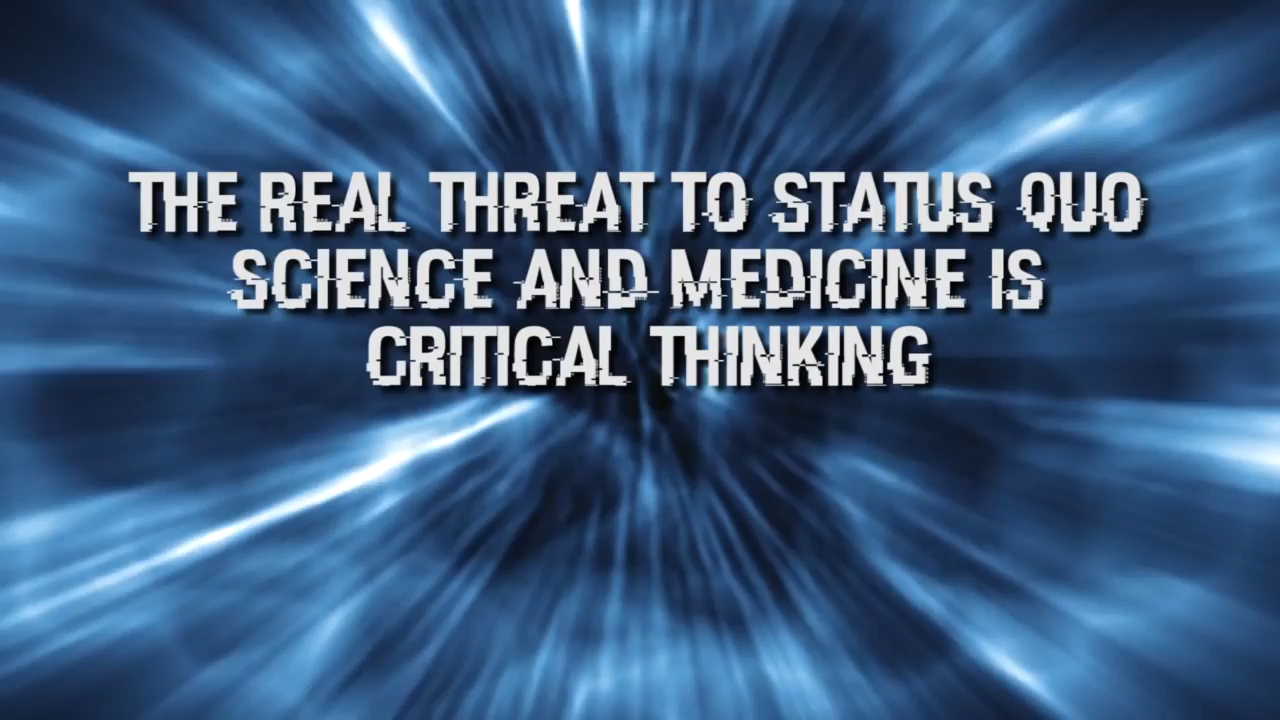 THE REAL THREAT TO STATUS QUO
SCIENCE AND MEDICINE IS
CRITICAL THINKING